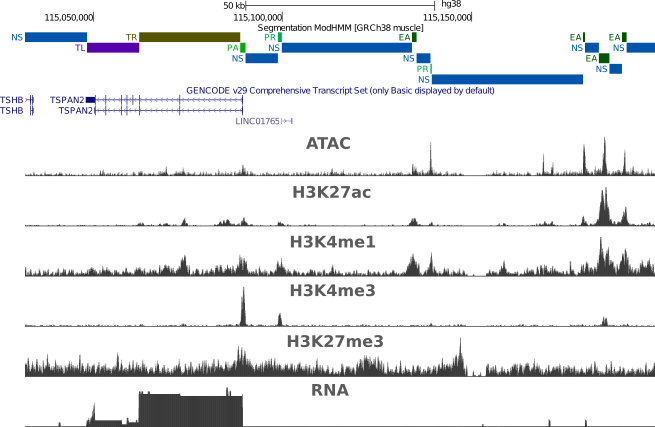 50 kb hg38
115,050,000 115,100,000 115,150,000
Segmentation ModHMM [GRCh38 muscle]
NS TR PR EA EA EA
TL PA NS NS NS NS
NS NS EA
PR NS
NS
GENCODE v29 Comprehensive Transcript Set (only Basic displayed by default)
TSHB TSPAN2
TSHB TSPAN2
LINC01765
ATAC
H3K27ac
H3K4me1
H3K4me3
H3K27me3
RNA